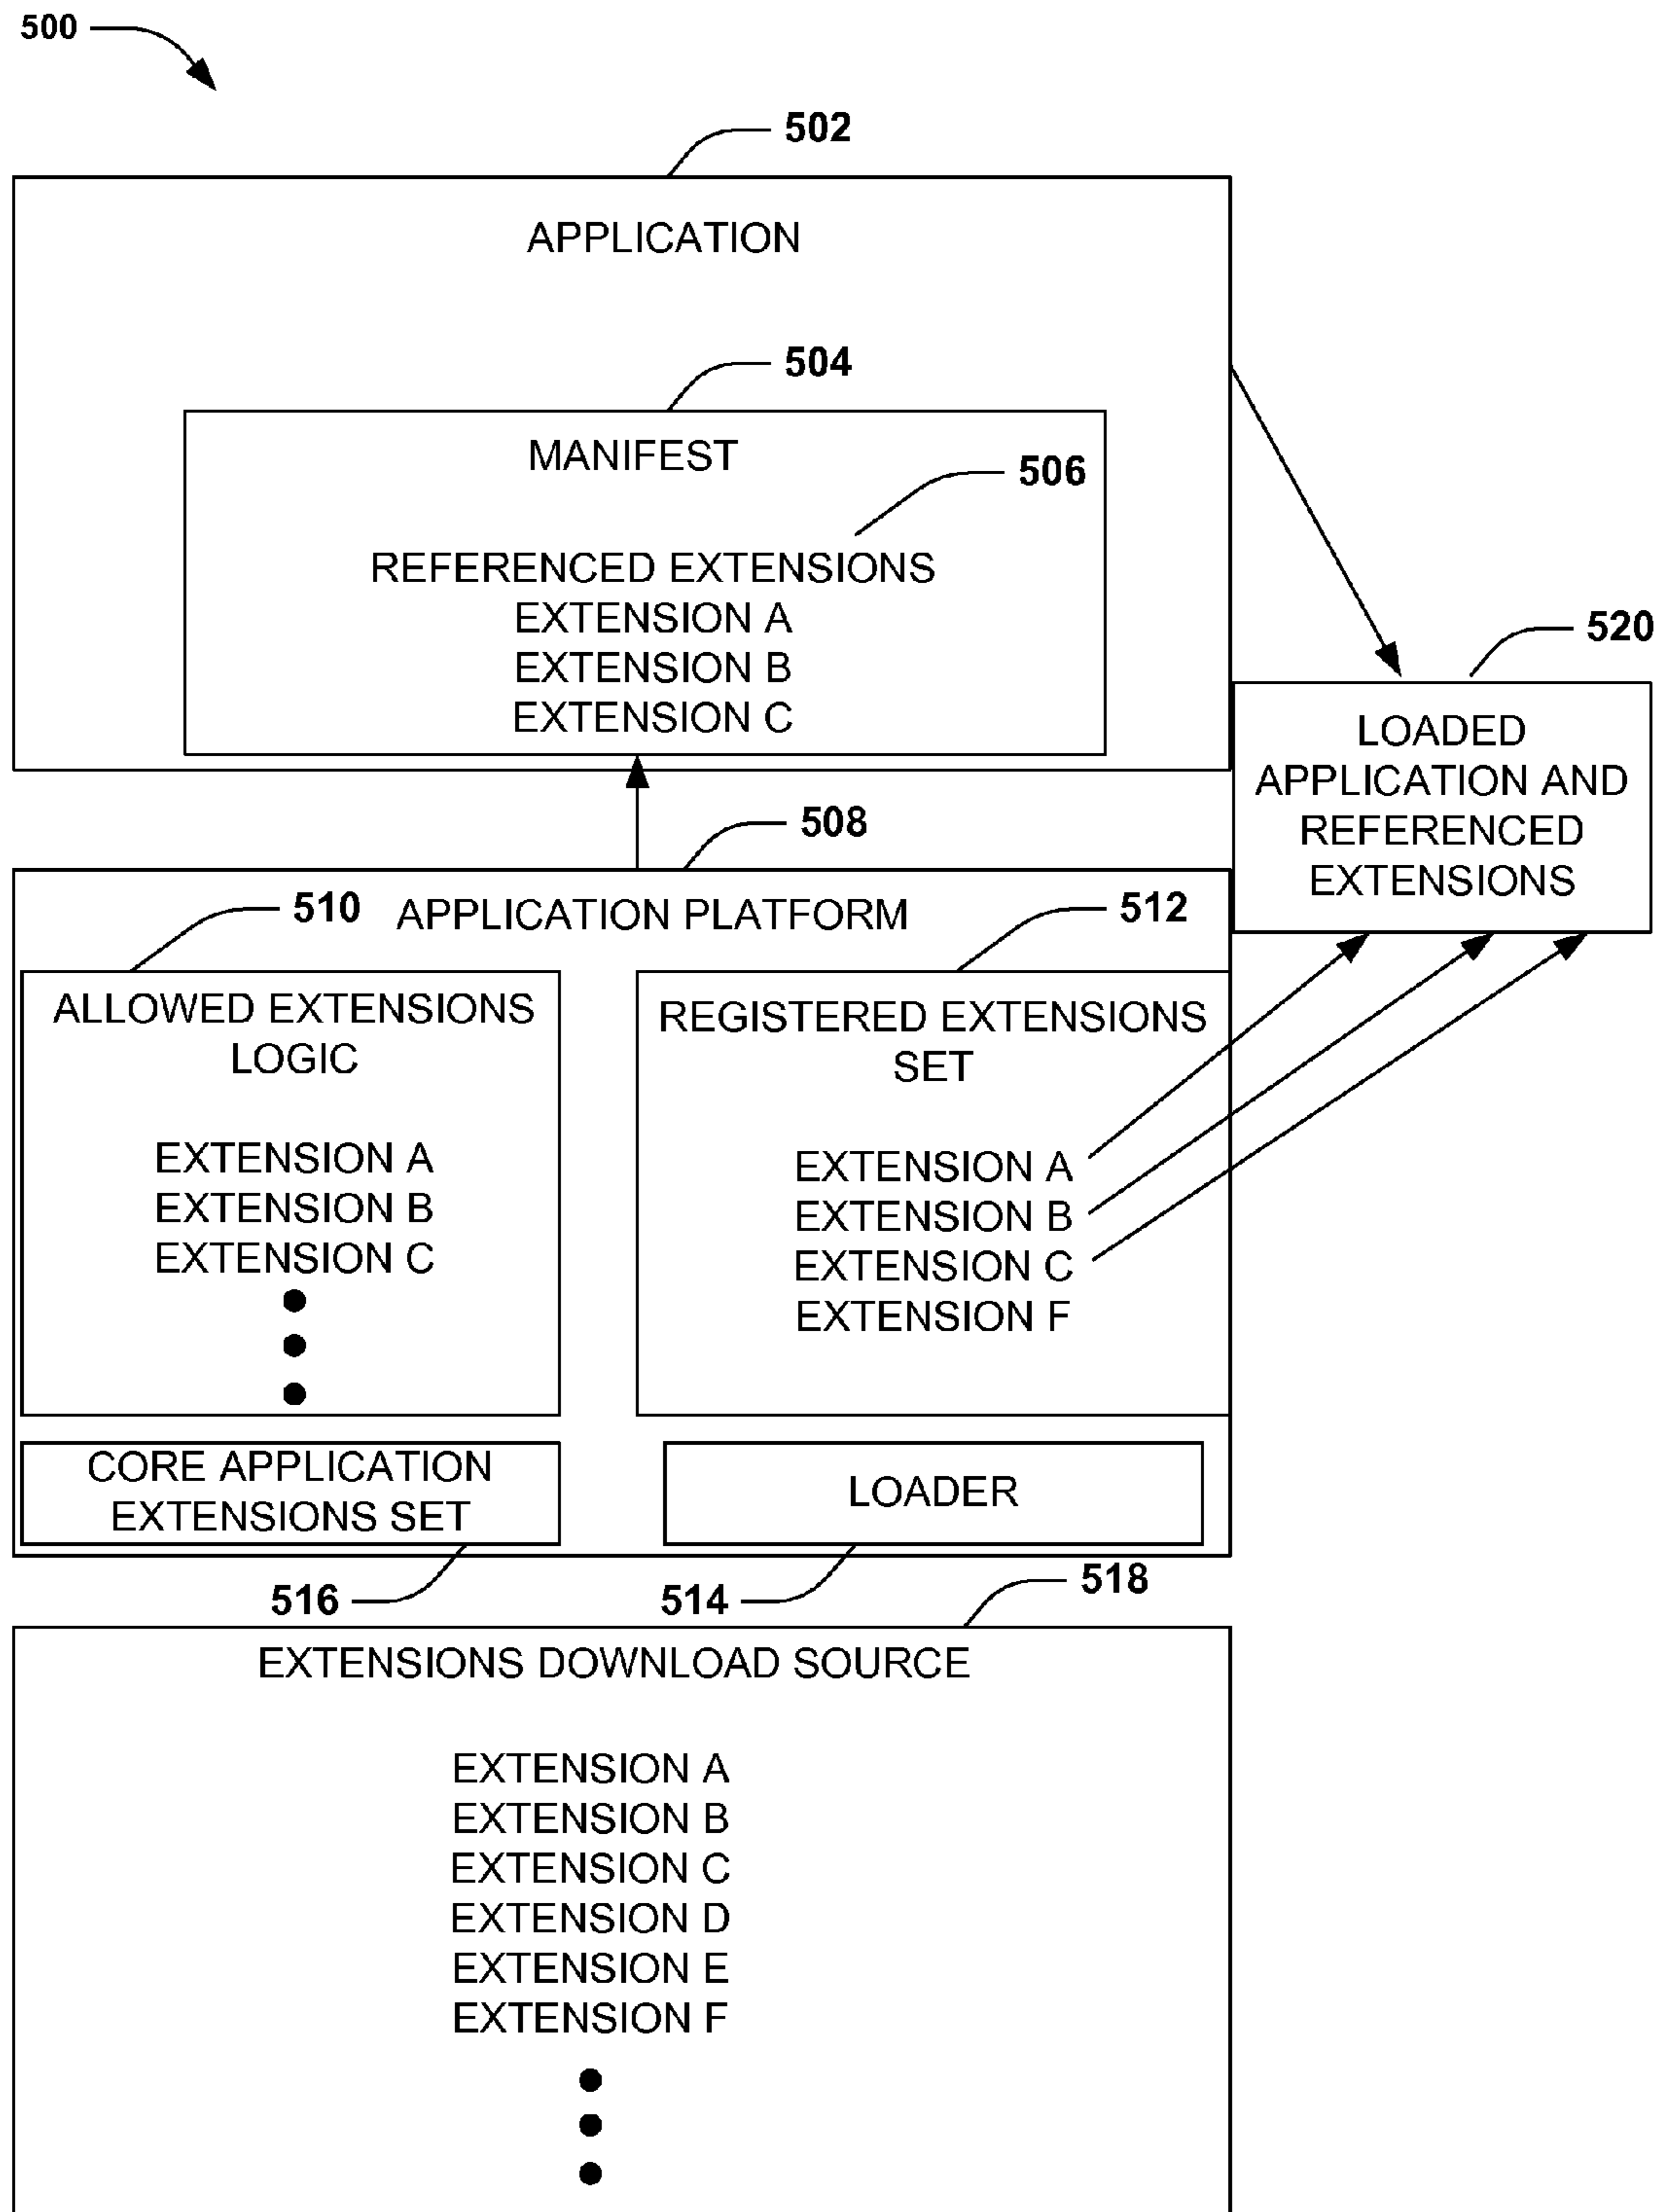 500
502
APPLICATION
504
MANIFEST
506
REFERENCED EXTENSIONS
EXTENSION A
EXTENSION B
EXTENSION C
520
LOADED
APPLICATION AND
REFERENCED
EXTENSIONS
508
510
APPLICATION PLATFORM
512
ALLOWED EXTENSIONS
LOGIC
EXTENSION A
EXTENSION B
EXTENSION C
REGISTERED EXTENSIONS
SET
EXTENSION A
EXTENSION B
EXTENSION C
EXTENSION F
CORE APPLICATION
EXTENSIONS SET
LOADER
516
514
518
EXTENSIONS DOWNLOAD SOURCE
EXTENSION A
EXTENSION B
EXTENSION C
EXTENSION D
EXTENSION E
EXTENSION F